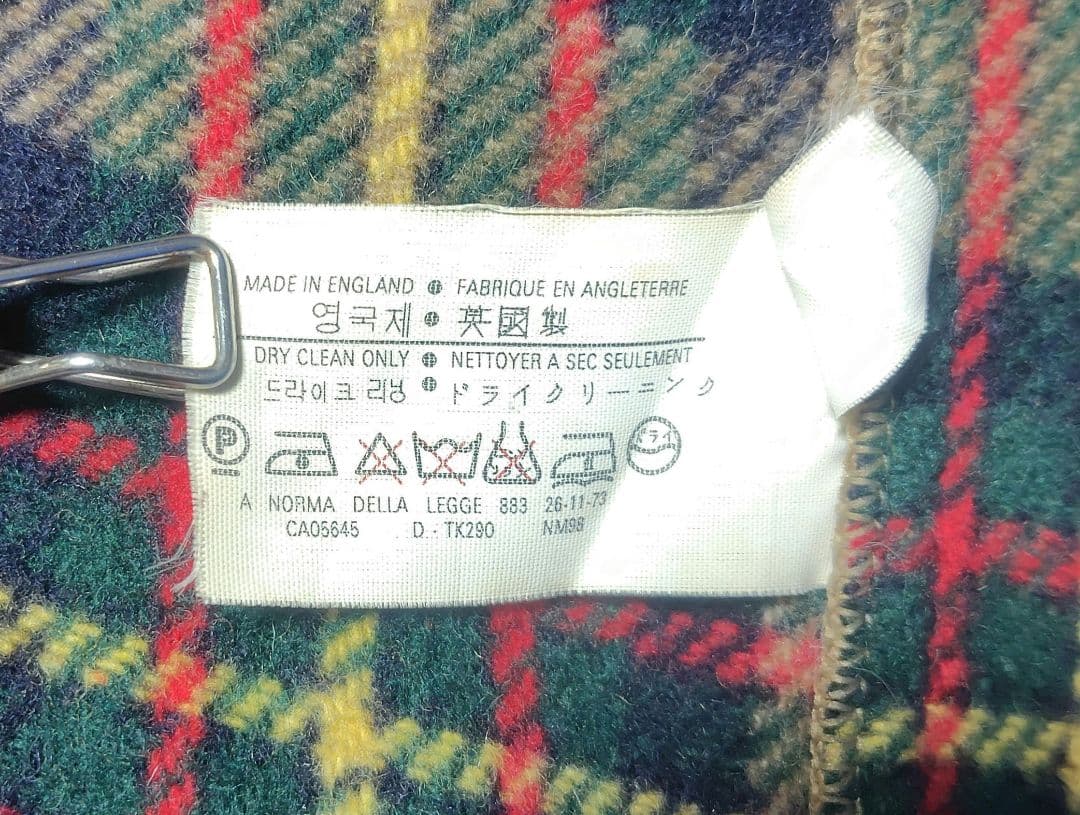 MADE IN ENGLAND FABRIQUE EN ANGLETERRE
영국제 英國製
DRY CLEAN ONLY NETTOYER A SEC SEULEMENT
드라이크리닝 ドライクリーニング
P ドライ
A NORMA DELLA LEGGE 883 26-11-73
CA05645 D.: TK290 NM98